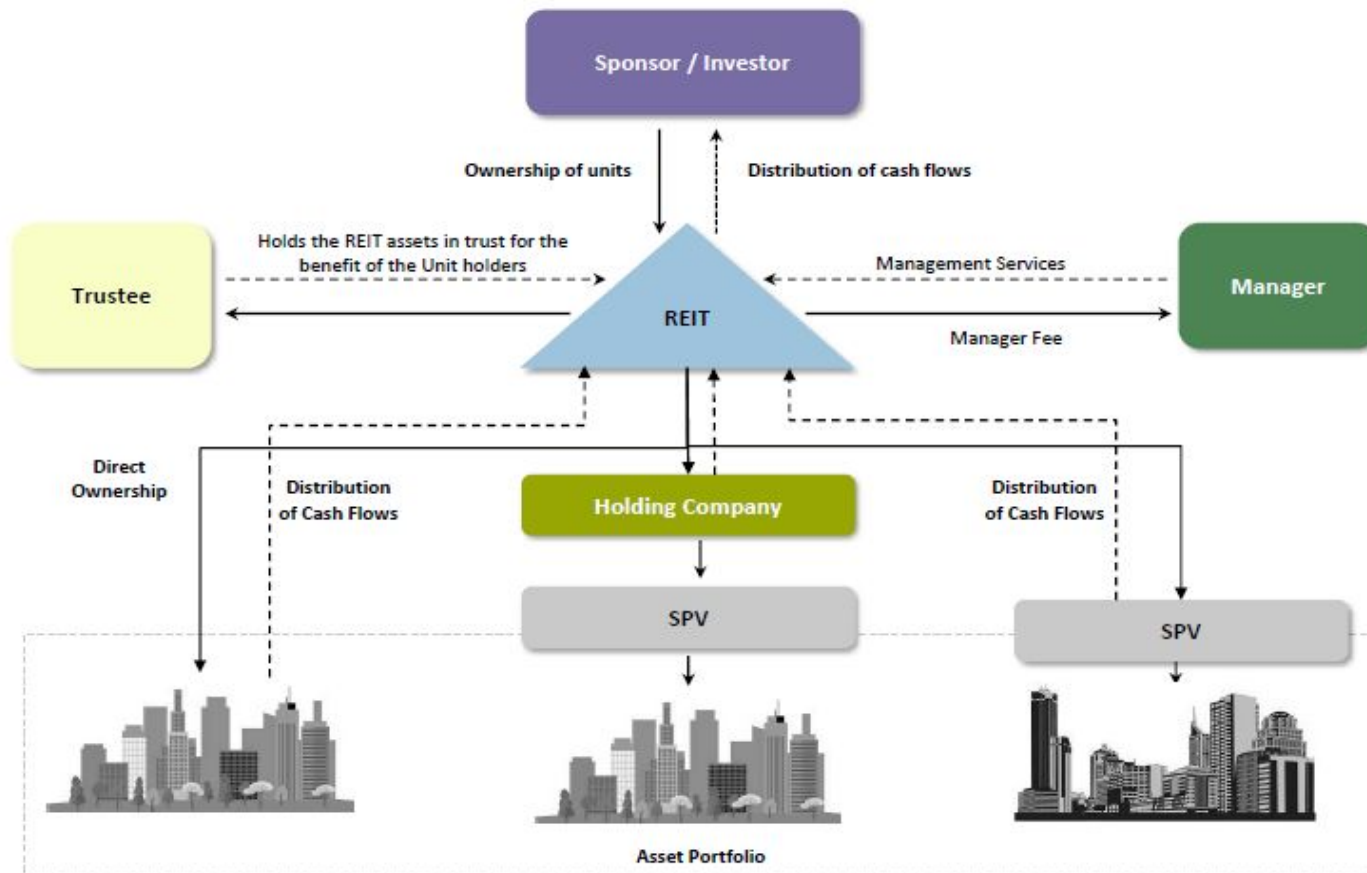 Sponsor / Investor
Ownership of units
Distribution of cash flows
Holds the REIT assets in trust for the
benefit of the Unit holders
Management Services
Trustee
Manager
REIT
Manager Fee
Direct
Ownership
Distribution
of Cash Flows
Holding Company
Distribution
of Cash Flows
SPV
SPV
Asset Portfolio